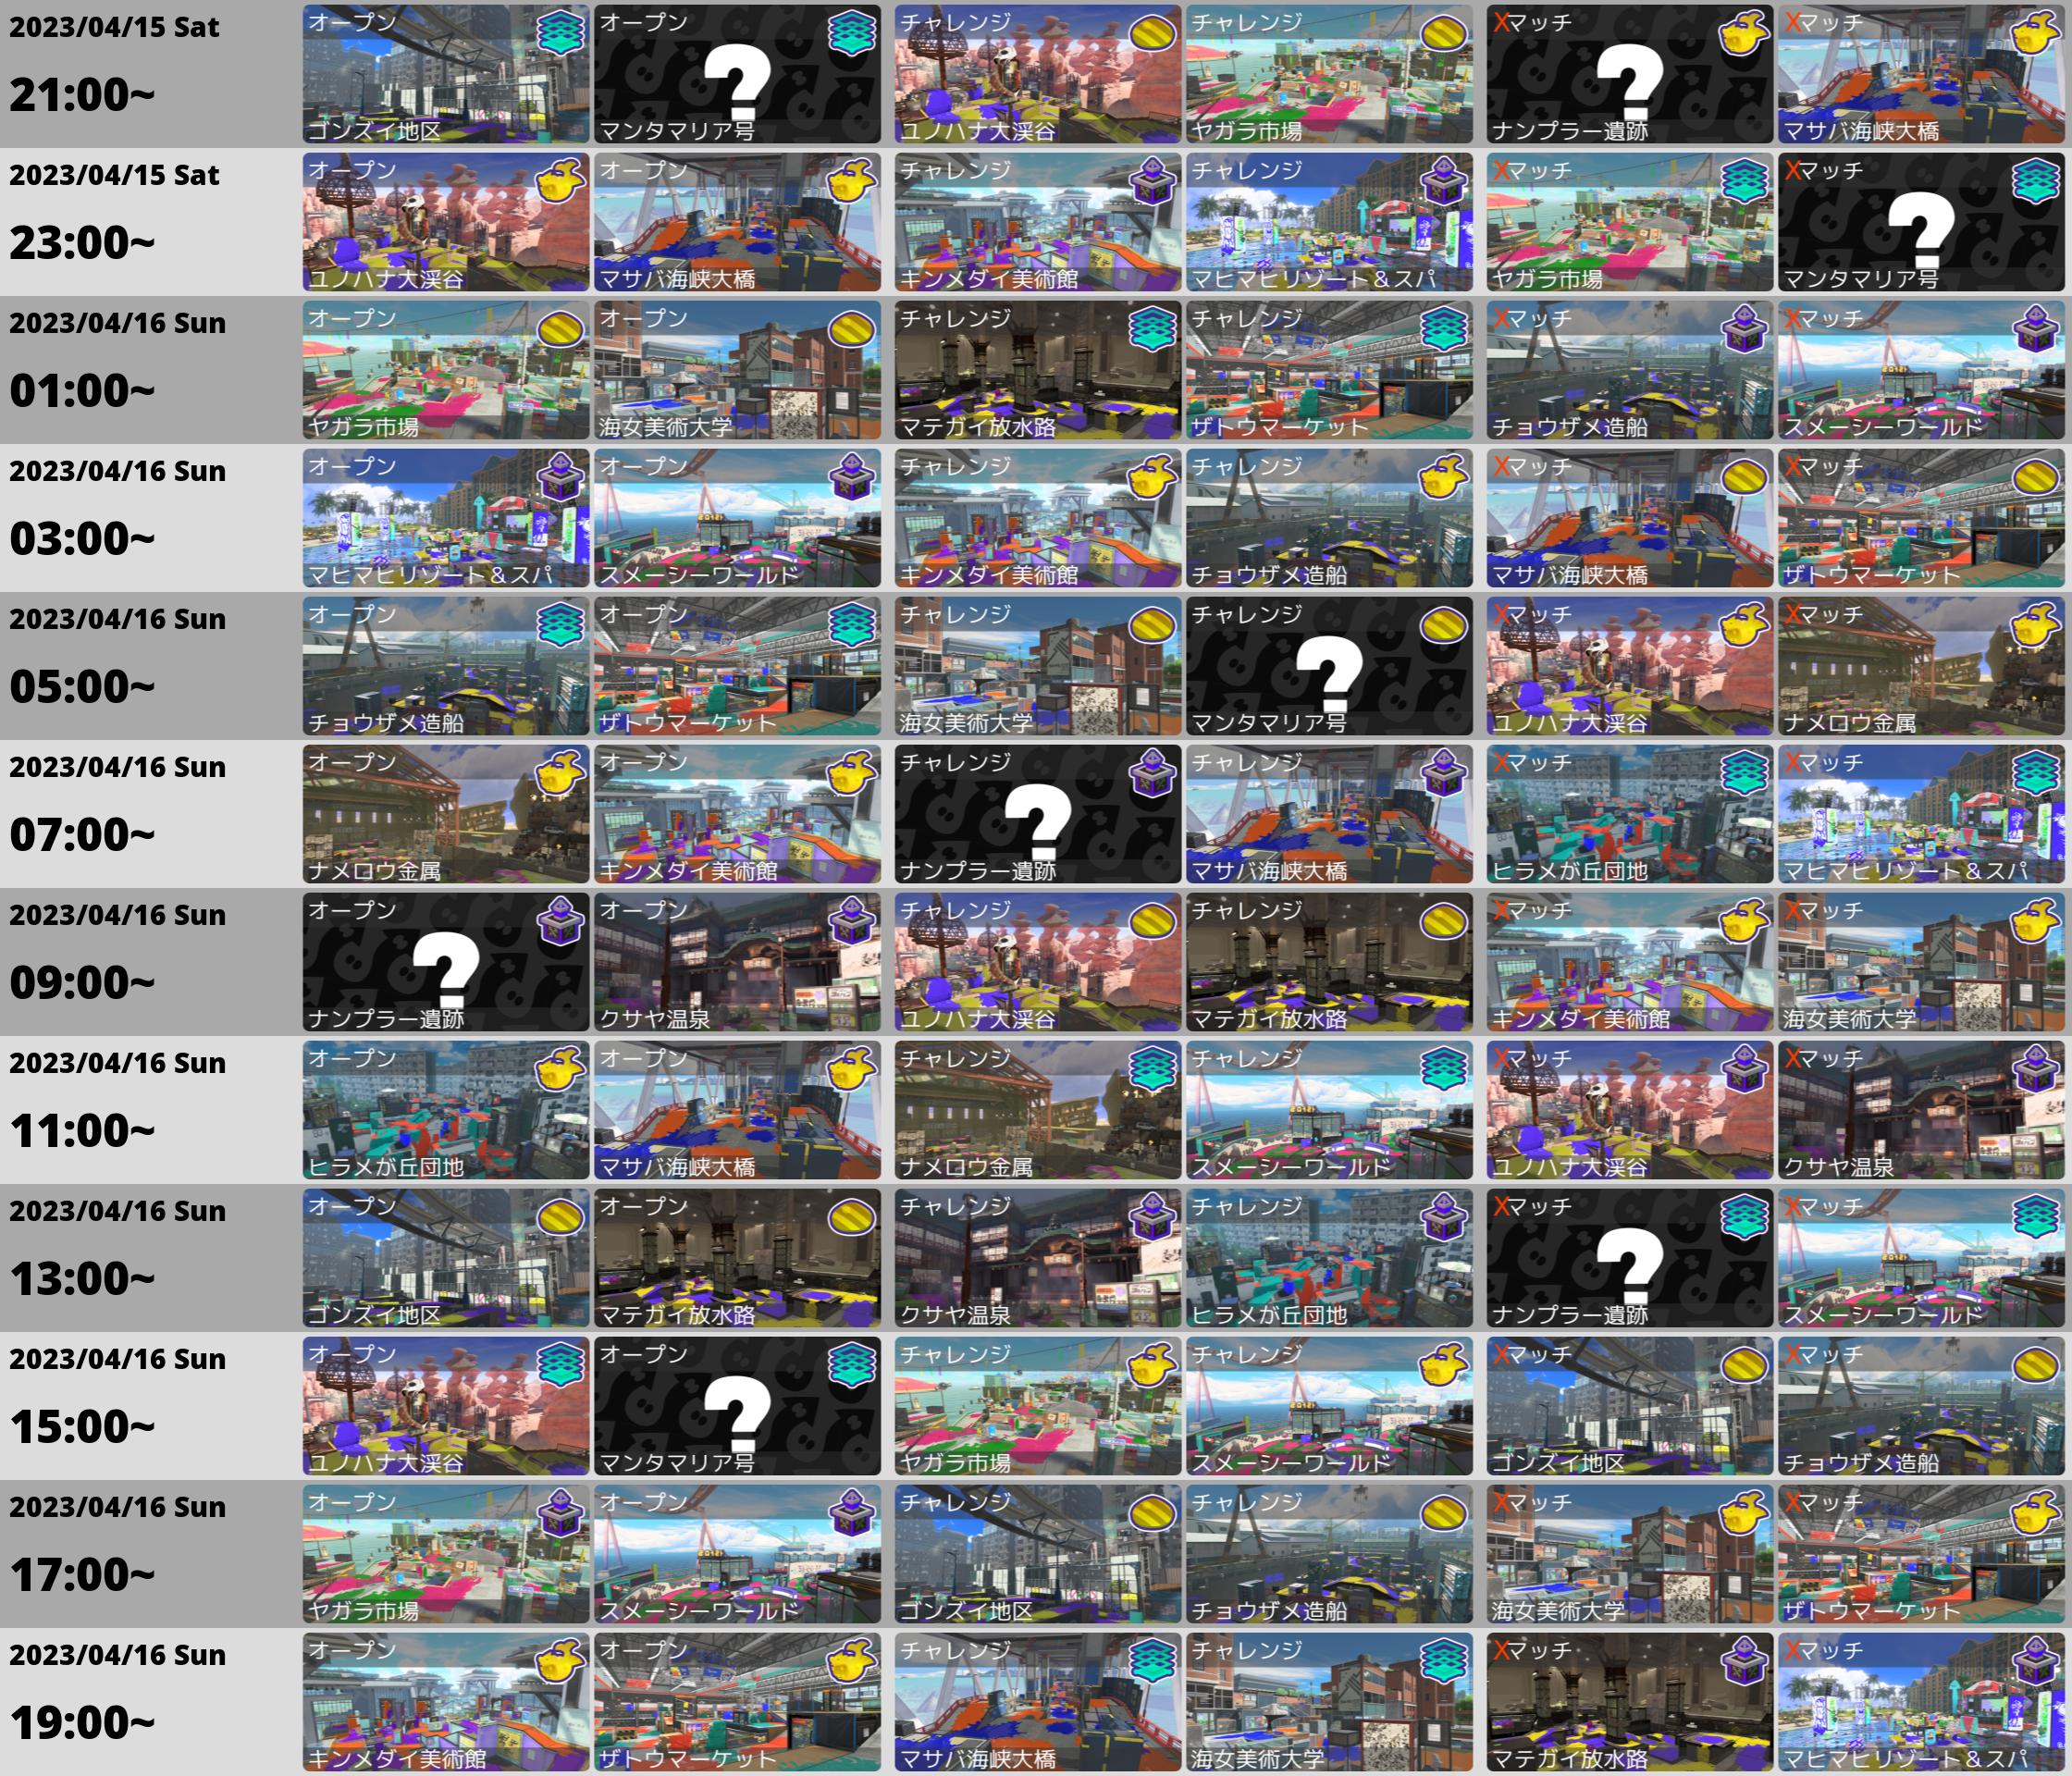 2023/04/15 Sat
21:00~
オープン オープン チャレンジ チャレンジ Xマッチ Xマッチ
ゴンズイ地区 マンタマリア号 ユノハナ大渓谷 ヤガラ市場 ナンプラー遺跡 マサバ海峡大橋
2023/04/15 Sat
23:00~
オープン オープン チャレンジ チャレンジ Xマッチ Xマッチ
ユノハナ大渓谷 マサバ海峡大橋 キンメダイ美術館 マヒマヒリゾート&スパ ヤガラ市場 マンタマリア号
2023/04/16 Sun
01:00~
オープン オープン チャレンジ チャレンジ Xマッチ Xマッチ
ヤガラ市場 海女美術大学 マテガイ放水路 ザトウマーケット チョウザメ造船 スメーシーワールド
2023/04/16 Sun
03:00~
オープン オープン チャレンジ チャレンジ Xマッチ Xマッチ
マヒマヒリゾート&スパ スメーシーワールド キンメダイ美術館 チョウザメ造船 マサバ海峡大橋 ザトウマーケット
2023/04/16 Sun
05:00~
オープン オープン チャレンジ チャレンジ Xマッチ Xマッチ
チョウザメ造船 ザトウマーケット 海女美術大学 マンタマリア号 ユノハナ大渓谷 ナメロウ金属
2023/04/16 Sun
07:00~
オープン オープン チャレンジ チャレンジ Xマッチ Xマッチ
ナメロウ金属 キンメダイ美術館 ナンプラー遺跡 マサバ海峡大橋 ヒラメが丘団地 マヒマヒリゾート&スパ
2023/04/16 Sun
09:00~
オープン オープン チャレンジ チャレンジ Xマッチ Xマッチ
ナンプラー遺跡 クサヤ温泉 ユノハナ大渓谷 マテガイ放水路 キンメダイ美術館 海女美術大学
2023/04/16 Sun
11:00~
オープン オープン チャレンジ チャレンジ Xマッチ Xマッチ
ヒラメが丘団地 マサバ海峡大橋 ナメロウ金属 スメーシーワールド ユノハナ大渓谷 クサヤ温泉
2023/04/16 Sun
13:00~
オープン オープン チャレンジ チャレンジ Xマッチ Xマッチ
ゴンズイ地区 マテガイ放水路 クサヤ温泉 ヒラメが丘団地 ナンプラー遺跡 スメーシーワールド
2023/04/16 Sun
15:00~
オープン オープン チャレンジ チャレンジ Xマッチ Xマッチ
ユノハナ大渓谷 マンタマリア号 ヤガラ市場 スメーシーワールド ゴンズイ地区 チョウザメ造船
2023/04/16 Sun
17:00~
オープン オープン チャレンジ チャレンジ Xマッチ Xマッチ
ヤガラ市場 スメーシーワールド ゴンズイ地区 チョウザメ造船 海女美術大学 ザトウマーケット
2023/04/16 Sun
19:00~
オープン オープン チャレンジ チャレンジ Xマッチ Xマッチ
キンメダイ美術館 ザトウマーケット マサバ海峡大橋 海女美術大学 マテガイ放水路 マヒマヒリゾート&スパ